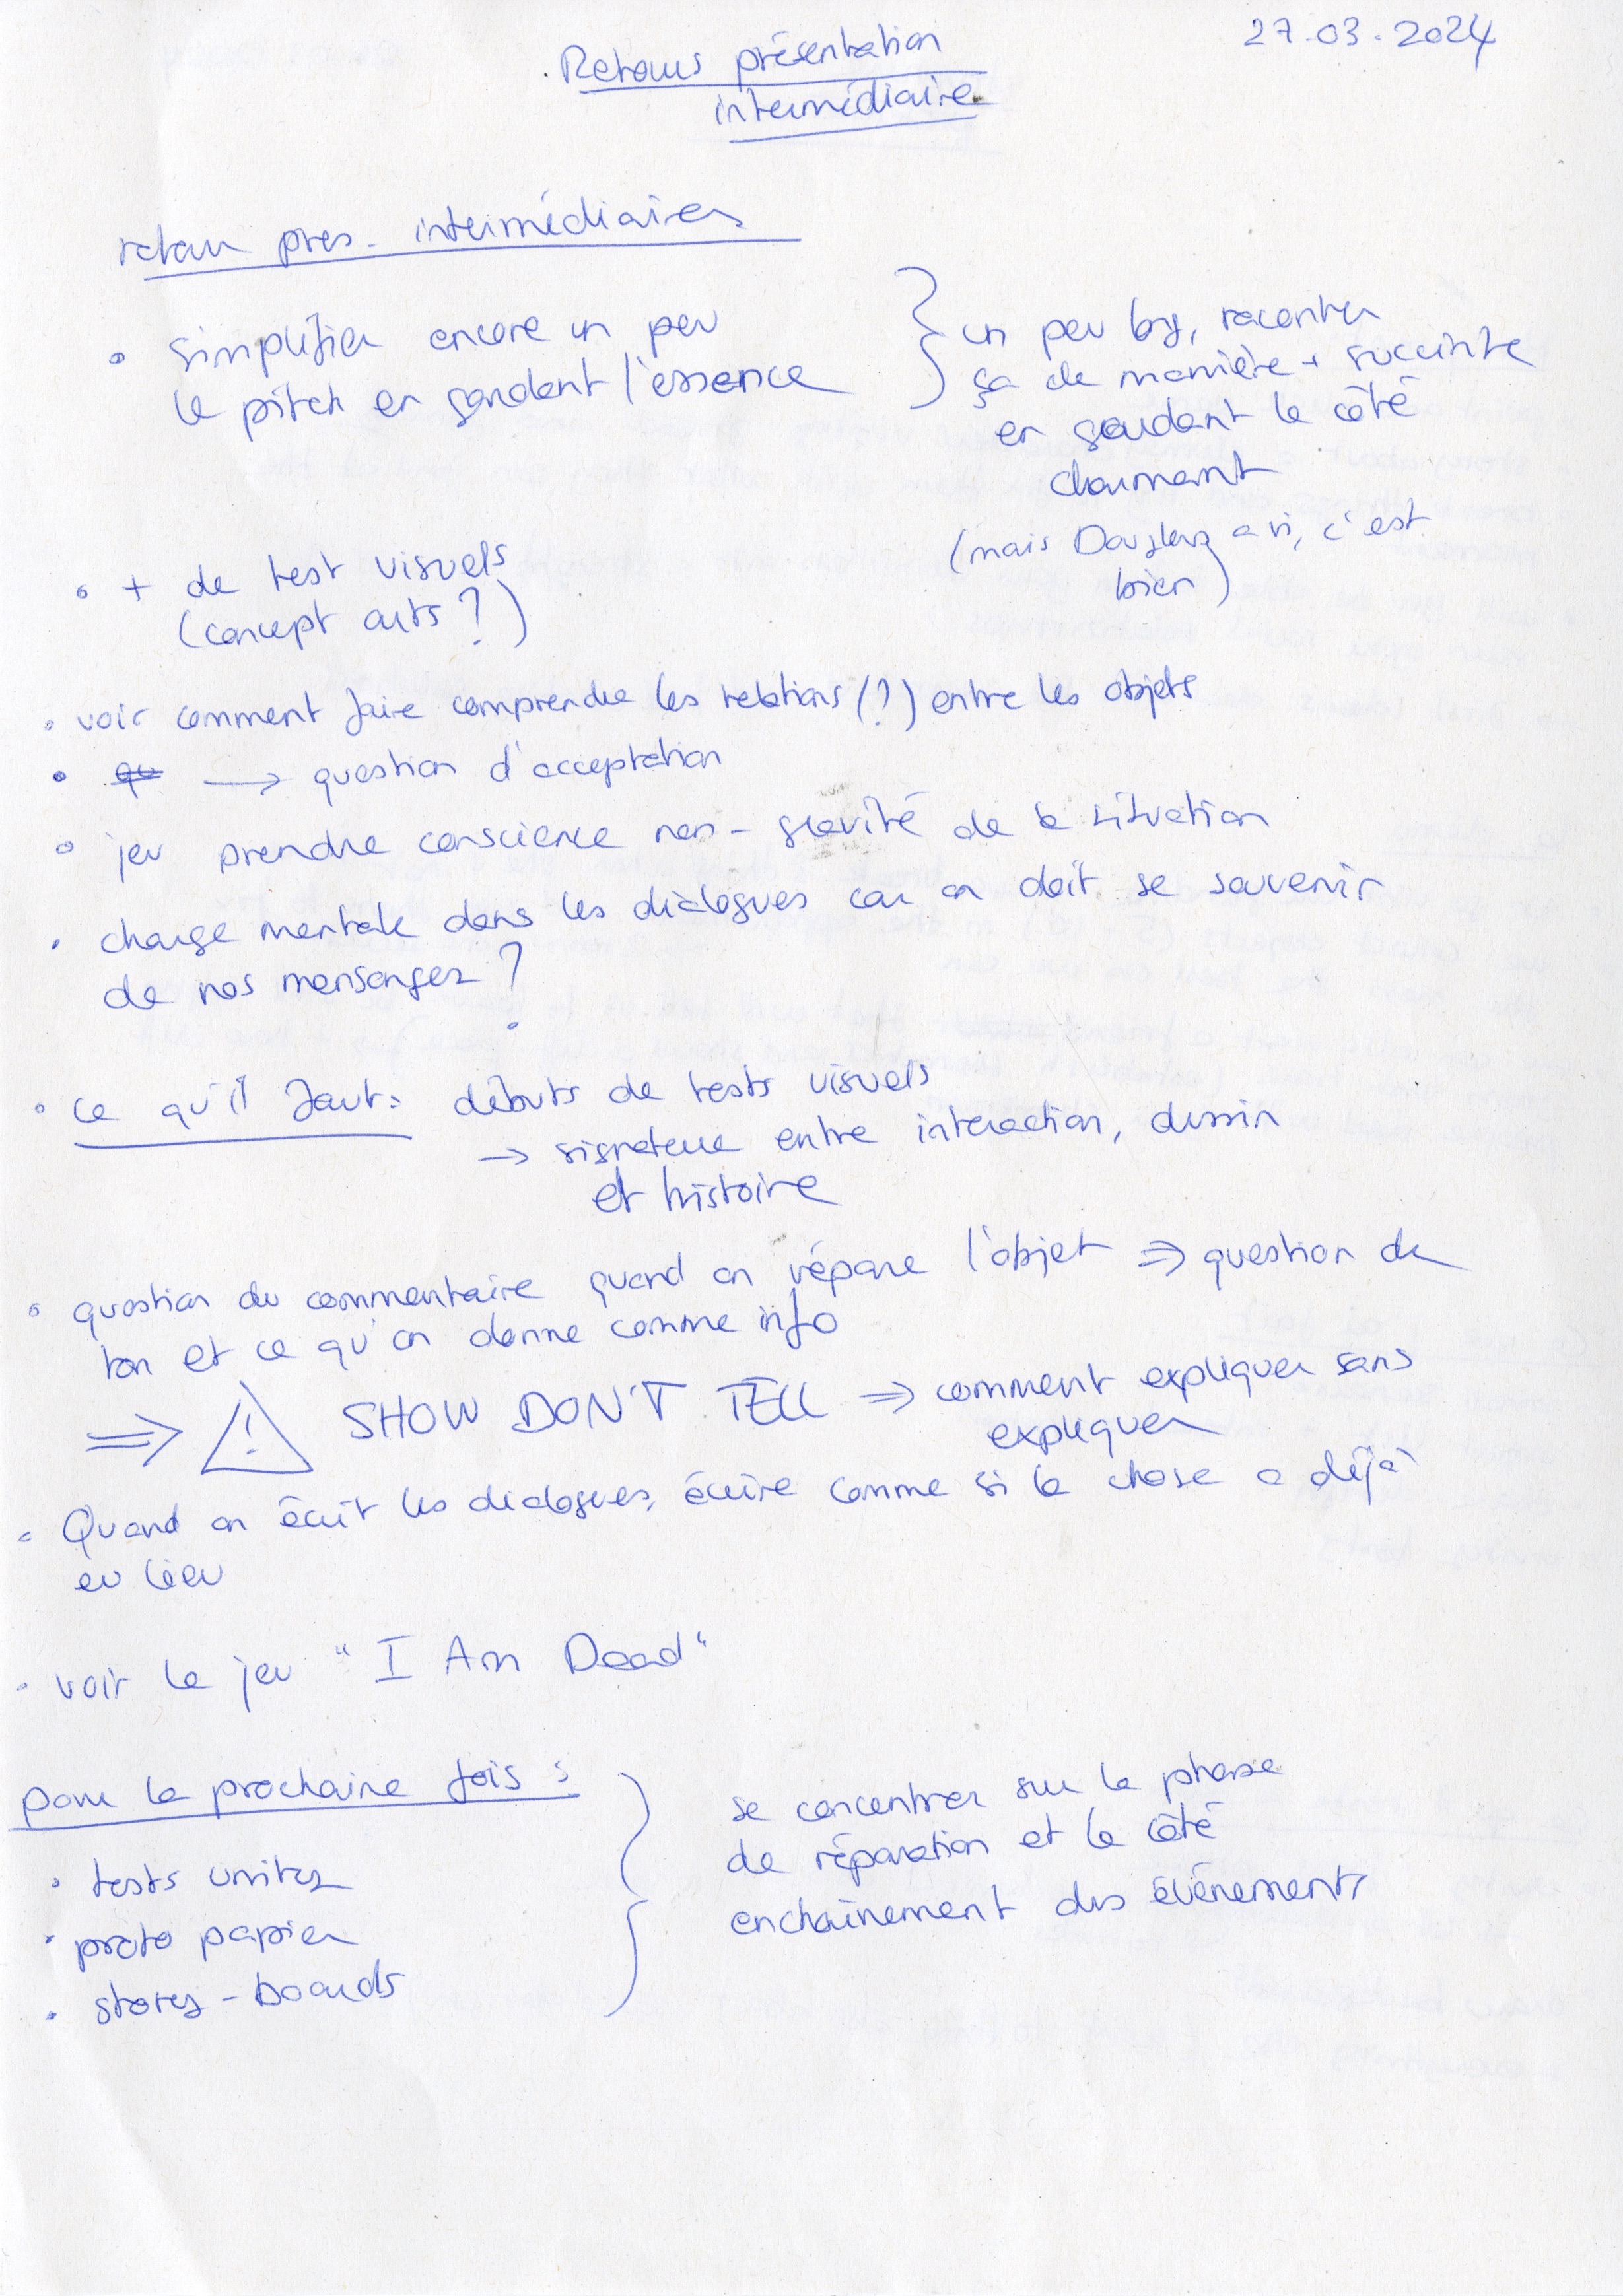 27.03.2024
Retours présentation
intermédiaire
retour pres. intermédiaires
• simplifier encore un peu
le pitch en gardant l'essence
un peu long, raconter
ça de manière + succinte
en gardant le côté
charmant
(mais Douglas a vi, c'est
bien)
• + de test visuels
(concept arts ?)
• voir comment faire comprendre les relations (?) entre les objets
• qu → question d'acceptation
• jeu prendre conscience non-gravité de la situation
• charge mentale dans les dialogues car on doit se souvenir
de nos mensonges ?
• ce qu'il faut : débuts de tests visuels
→ signature entre interaction, dessin
et histoire
• question du commentaire quand on répare l'objet ⇒ question de
ton et ce qu'on donne comme info
⇒ ! SHOW DON'T TELL ⇒ comment expliquer sans
expliquer
• Quand on écrit les dialogues, écrire comme si la chose a déjà
eu lieu
• voir le jeu "I Am Dead"
pour la prochaine fois :
• tests unity
• proto papier
• story-boards
se concentrer sur la phase
de réparation et le côté
enchaînement des événements